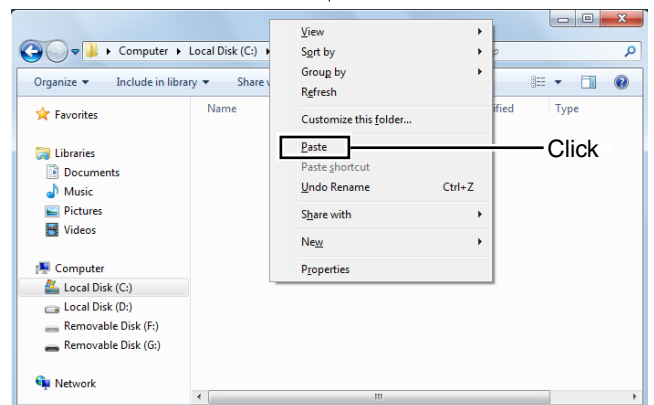 Computer ▸ Local Disk (C:) ▸
Organize ▾ Include in library ▾ Share
Favorites
Libraries
Documents
Music
Pictures
Videos
Computer
Local Disk (C:)
Local Disk (D:)
Removable Disk (F:)
Removable Disk (G:)
Network
Name
Type
View
Sort by
Group by
Refresh
Customize this folder...
Paste
Paste shortcut
Undo Rename Ctrl+Z
Share with
New
Properties
Click